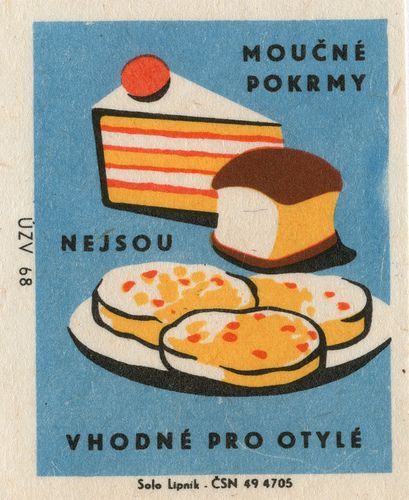 MOUČNÉ
POKRMY
NEJSOU
VHODNÉ PRO OTYLÉ
ÚZV 68
Solo Lipník - ČSN 49 4705